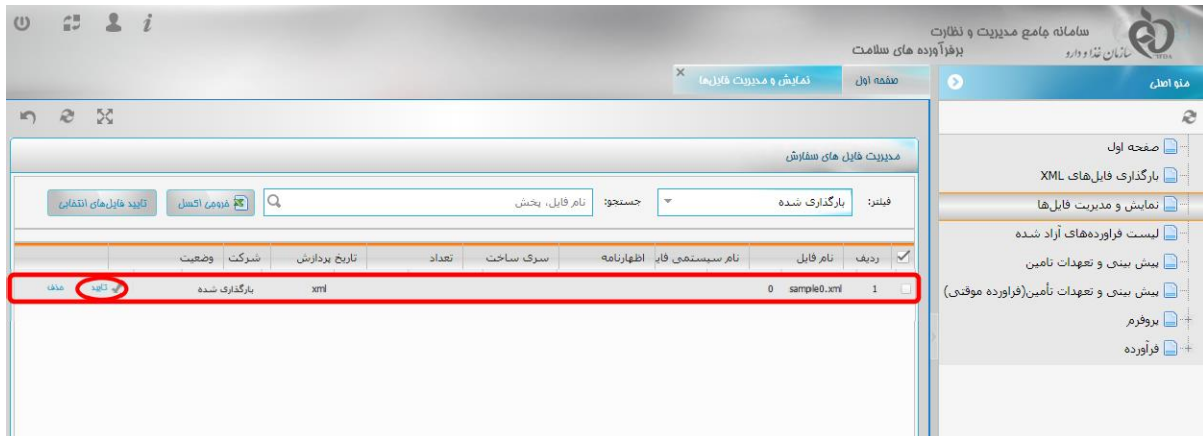 سامانه جامع مدیریت و نظارت
برفرآورده های سلامت
سازمان غذا و دارو
منو اصلی
صفحه اول
نمایش و مدیریت فایل‌ها
صفحه اول
بارگذاری فایل‌های XML
نمایش و مدیریت فایل‌ها
لیست فراورده‌های آزاد شده
پیش بینی و تعهدات تامین
پیش بینی و تعهدات تأمین(فراورده موقتی)
پروفرم
فرآورده
مدیریت فایل های سفارش
فیلتر: بارگذاری شده جستجو: نام فایل، پخش خروجی اکسل تایید فایل‌های انتخابی
ردیف نام فایل نام سیستمی فای اظهارنامه سری ساخت تعداد تاریخ پردازش شرکت وضعیت
1 sample0.xml 0 xml بارگذاری شده تایید حذف